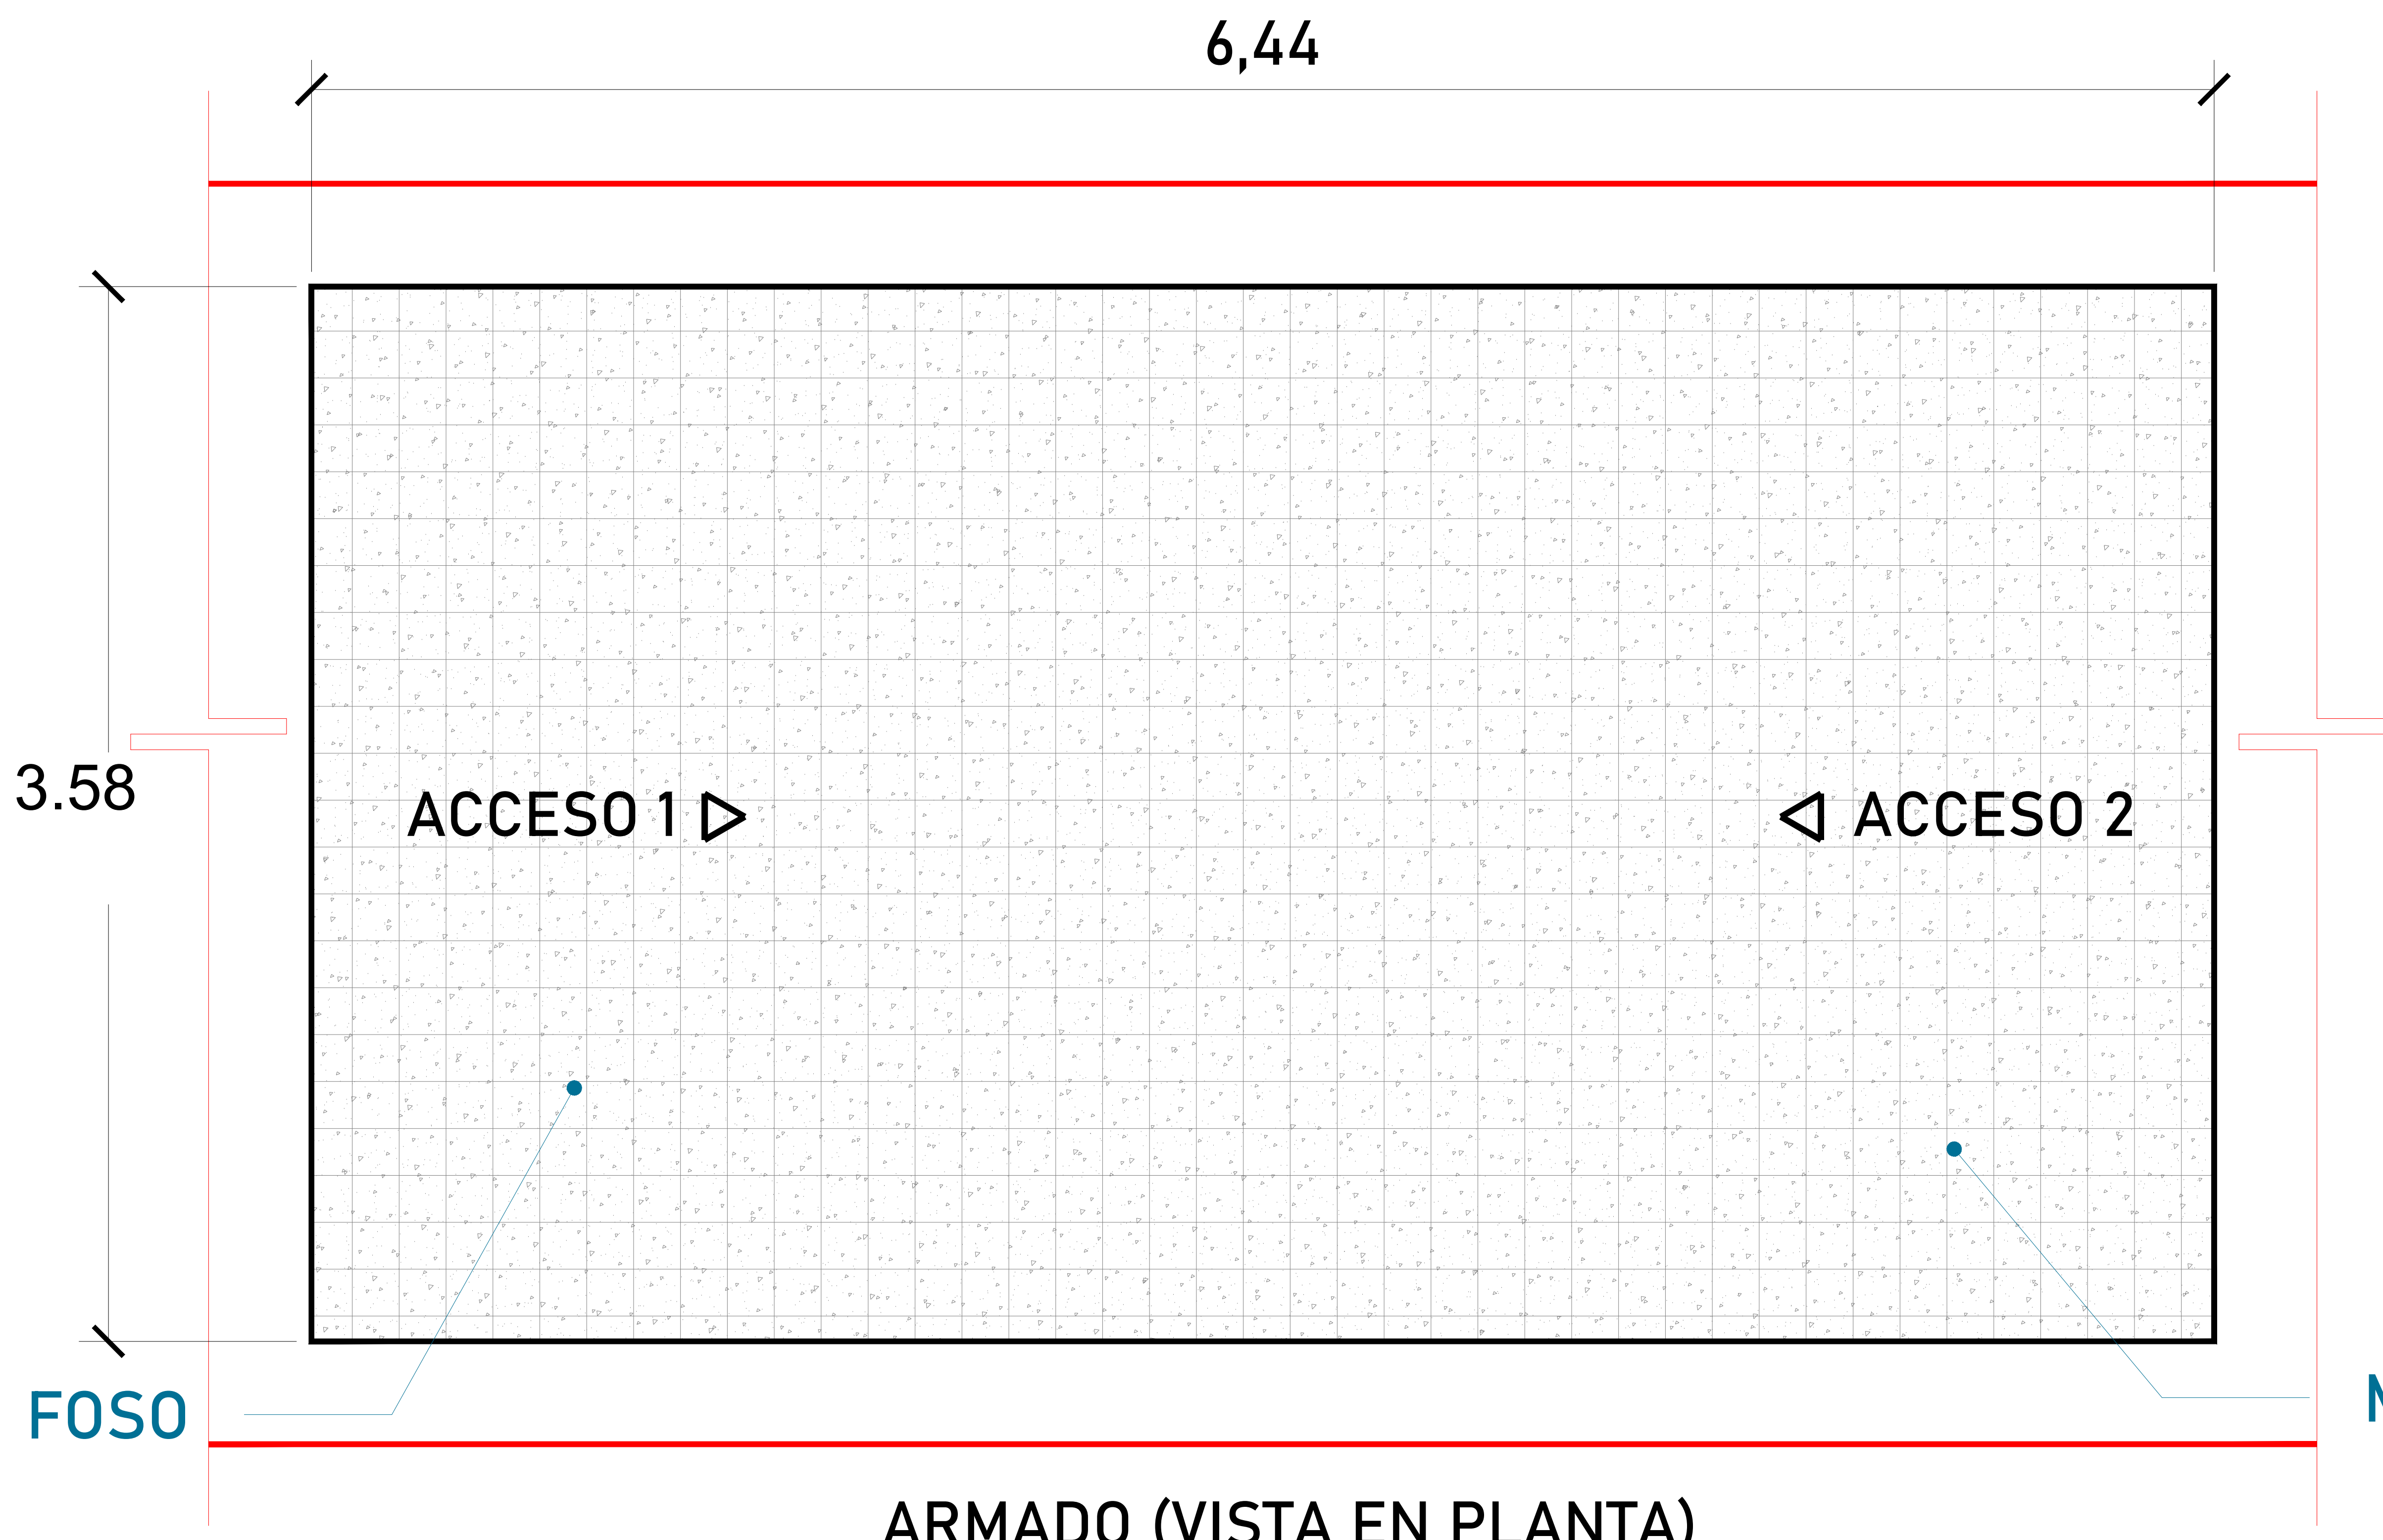 6,44
3.58
ACCESO 1
ACCESO 2
FOSO
ARMADO (VISTA EN PLANTA)